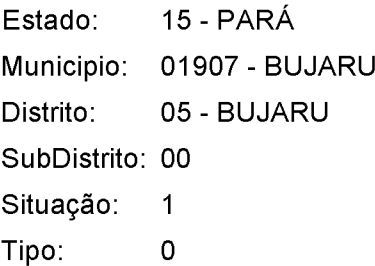 Estado: 15 - PARÁ
Municipio: 01907 - BUJARU
Distrito: 05 - BUJARU
SubDistrito: 00
Situação: 1
Tipo: 0